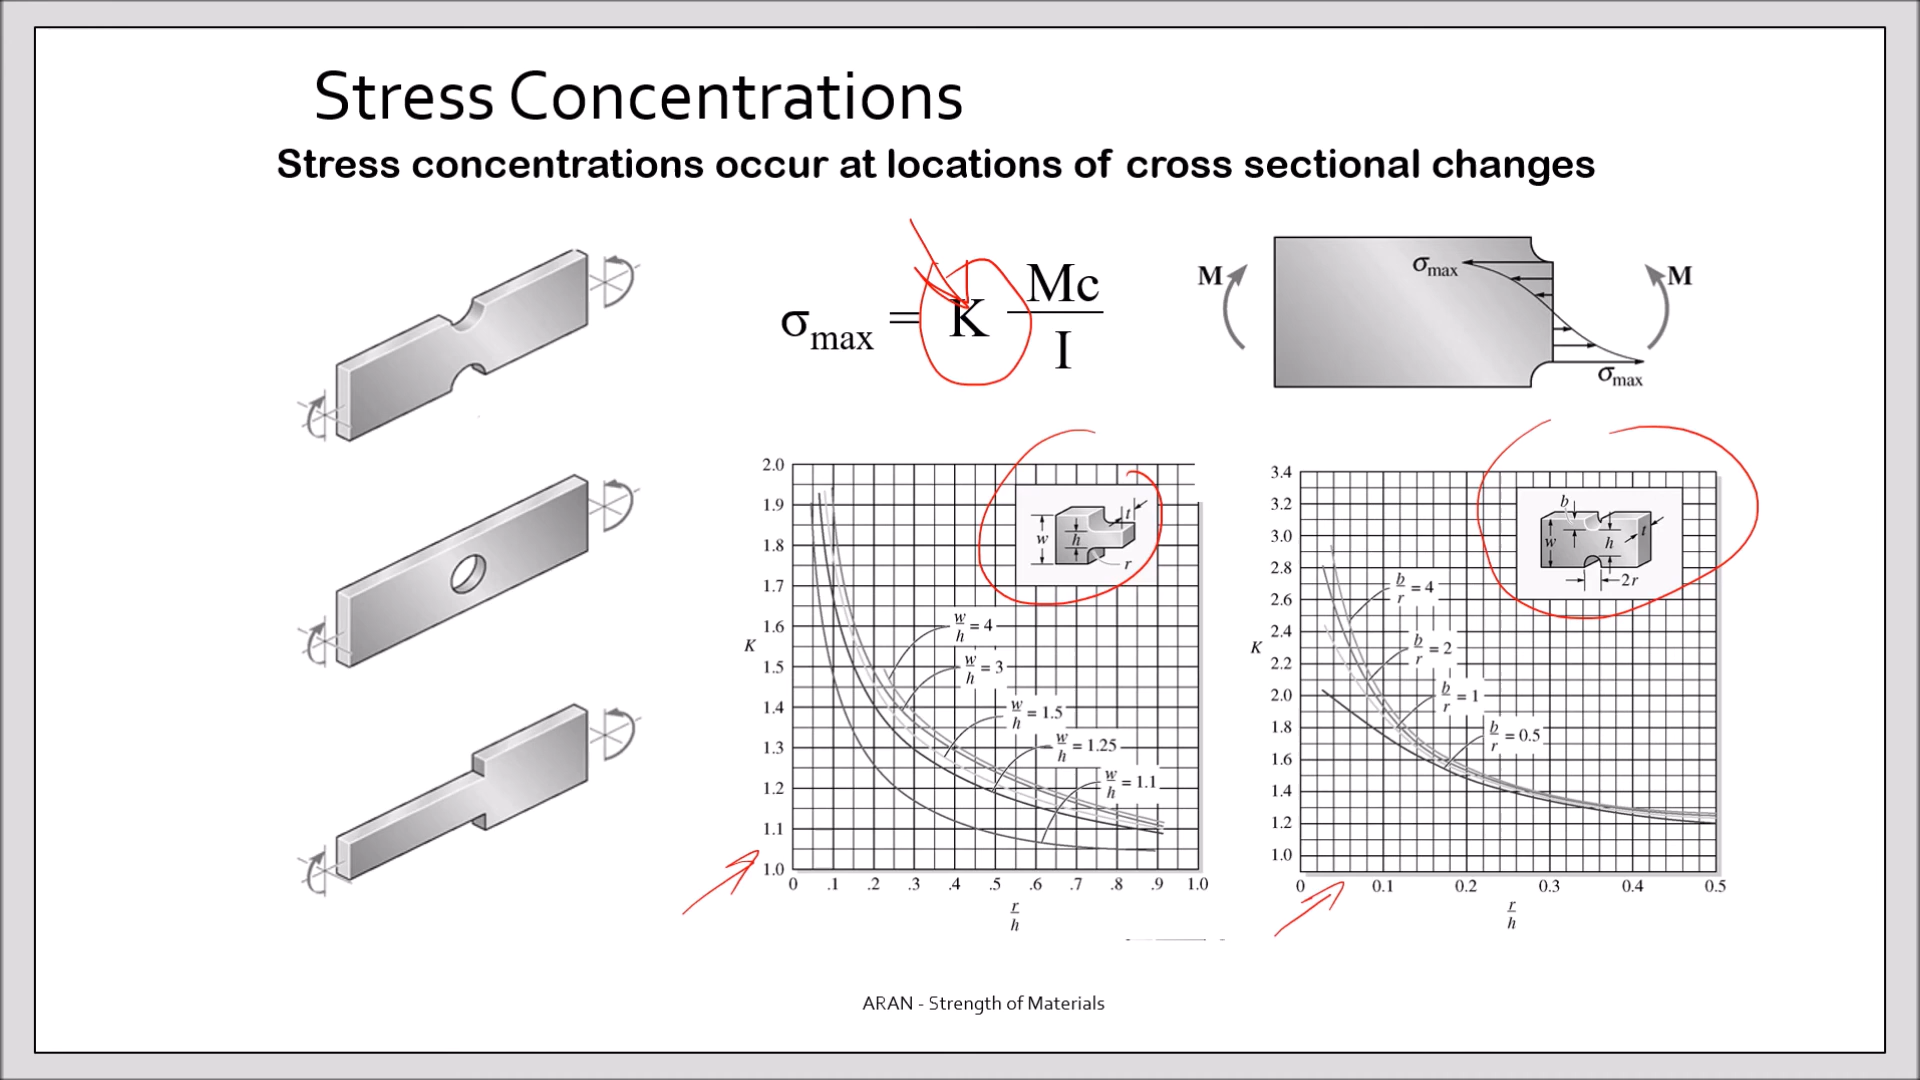 Stress Concentrations
Stress concentrations occur at locations of cross sectional changes
σmax = K Mc/I
M
σmax
M
σmax
2.0
1.9
1.8
1.7
1.6
1.5
1.4
1.3
1.2
1.1
1.0
K
w
h
t
r
w/h = 4
w/h = 3
w/h = 1.5
w/h = 1.25
w/h = 1.1
0 .1 .2 .3 .4 .5 .6 .7 .8 .9 1.0
r/h
3.4
3.2
3.0
2.8
2.6
2.4
2.2
2.0
1.8
1.6
1.4
1.2
1.0
K
b
w
h
t
2r
b/r = 4
b/r = 2
b/r = 1
b/r = 0.5
0 0.1 0.2 0.3 0.4 0.5
r/h
ARAN - Strength of Materials